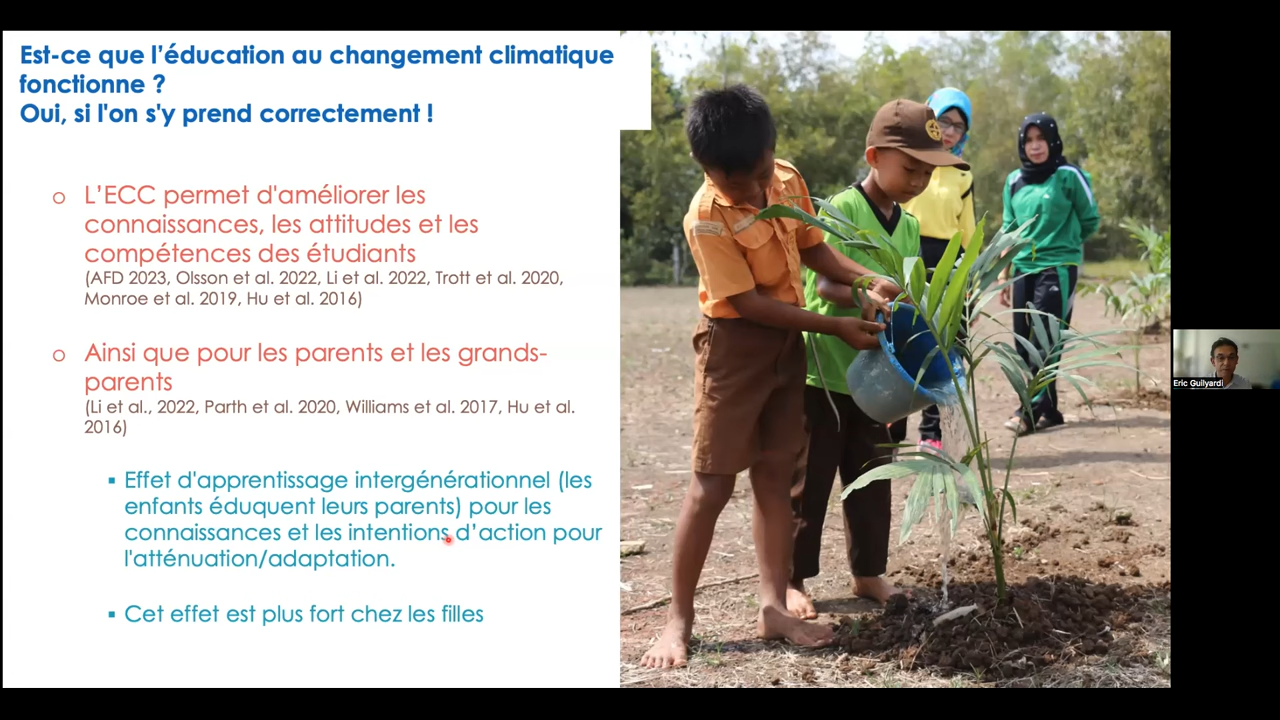 Est-ce que l'éducation au changement climatique
fonctionne ?
Oui, si l'on s'y prend correctement !
o L'ECC permet d'améliorer les
connaissances, les attitudes et les
compétences des étudiants
(AFD 2023, Olsson et al. 2022, Li et al. 2022, Trott et al. 2020,
Monroe et al. 2019, Hu et al. 2016)
o Ainsi que pour les parents et les grands-
parents
(Li et al., 2022, Parth et al. 2020, Williams et al. 2017, Hu et al.
2016)
▪ Effet d'apprentissage intergénérationnel (les
enfants éduquent leurs parents) pour les
connaissances et les intentions d'action pour
l'atténuation/adaptation.
▪ Cet effet est plus fort chez les filles
Eric Guilyardi